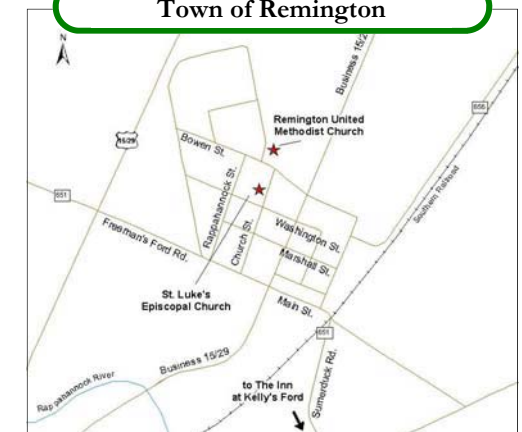 Town of Remington
N
Business 15/2
656
Remington United
Methodist Church
15/29
Bowen St.
Southern Railroad
651
Rappahannock St.
Church St.
Washington St.
Freeman's Ford Rd.
Marshall St.
St. Luke's
Episcopal Church
Main St.
651
Business 15/29
Rappahannock River
to The Inn
at Kelly's Ford
Sumerduck Rd.